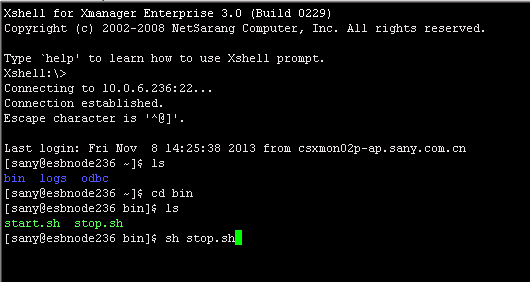 Xshell for Xmanager Enterprise 3.0 (Build 0229)
Copyright (c) 2002-2008 NetSarang Computer, Inc. All rights reserved.
Type `help' to learn how to use Xshell prompt.
Xshell:\>
Connecting to 10.0.6.236:22...
Connection established.
Escape character is '^@]'.
Last login: Fri Nov  8 14:25:38 2013 from csxmon02p-ap.sany.com.cn
[sany@esbnode236 ~]$ ls
bin  logs  odbc
[sany@esbnode236 ~]$ cd bin
[sany@esbnode236 bin]$ ls
start.sh  stop.sh
[sany@esbnode236 bin]$ sh stop.sh